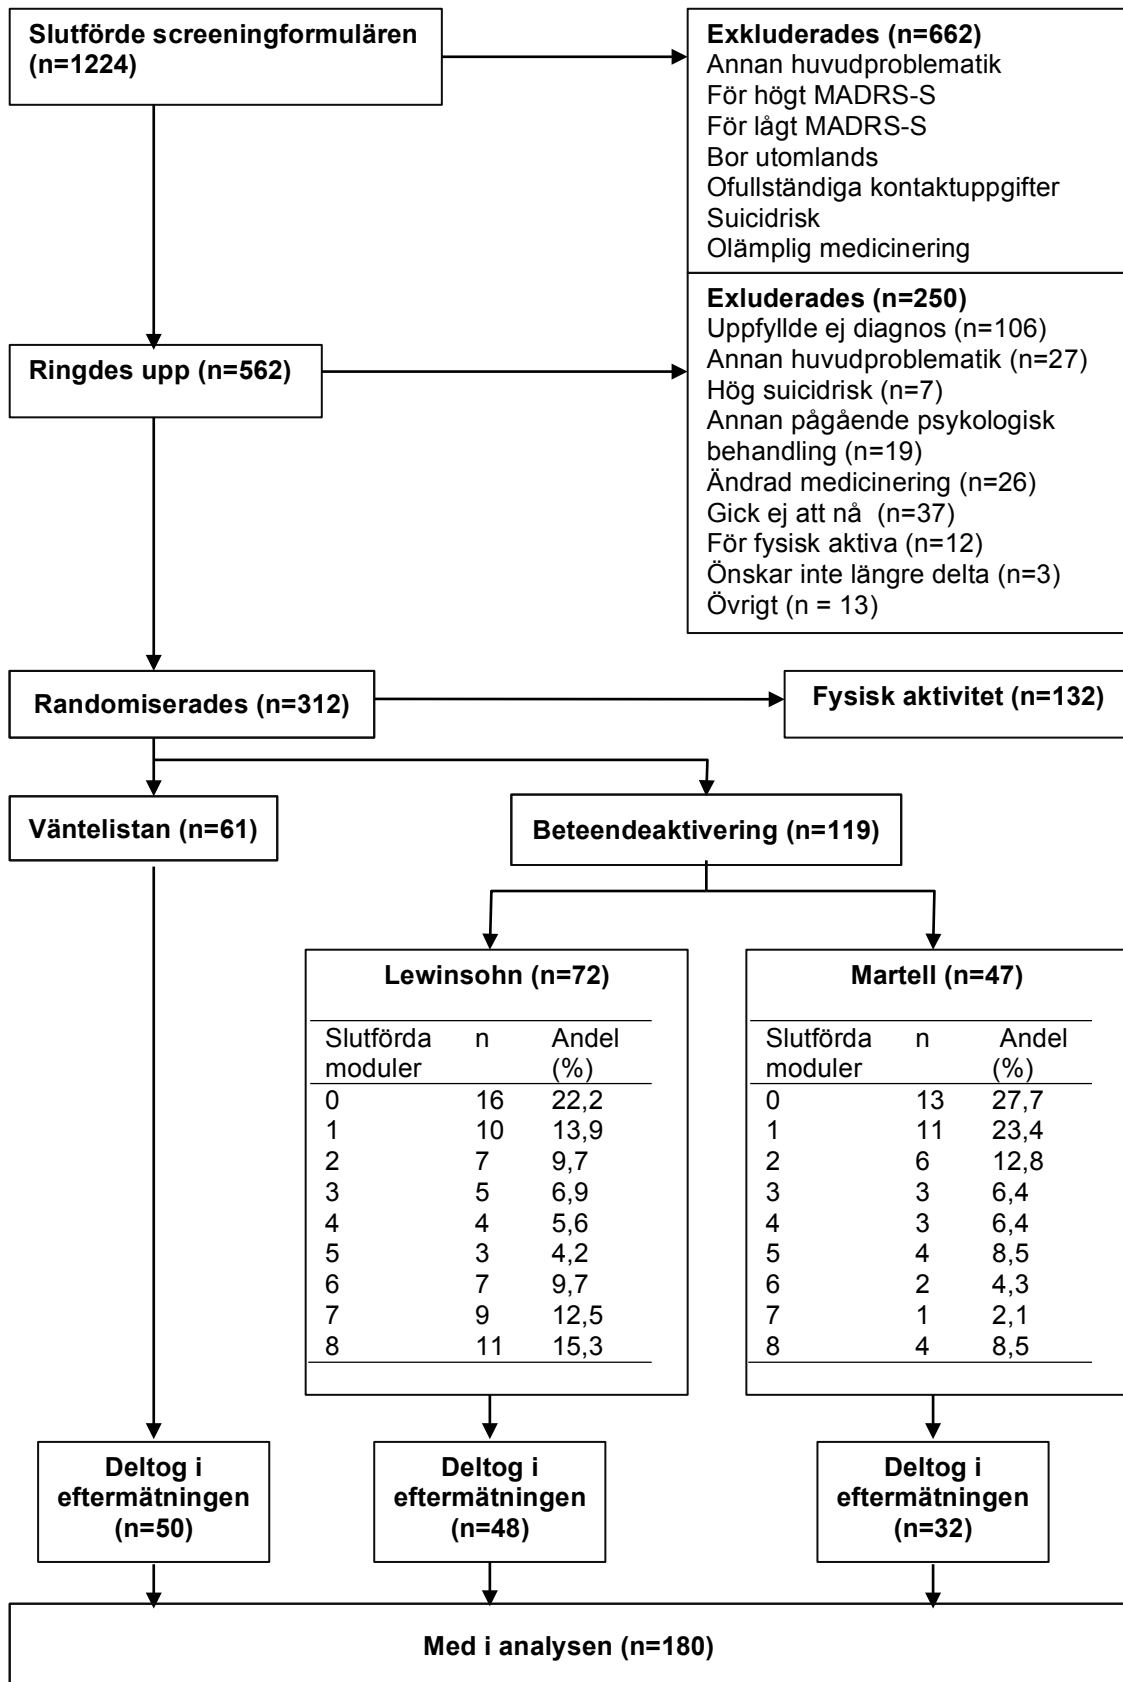 Slutförde screeningformulären
(n=1224)
Exkluderades (n=662)
Annan huvudproblematik
För högt MADRS-S
För lågt MADRS-S
Bor utomlands
Ofullständiga kontaktuppgifter
Suicidrisk
Olämplig medicinering
Exluderades (n=250)
Uppfyllde ej diagnos (n=106)
Annan huvudproblematik (n=27)
Hög suicidrisk (n=7)
Annan pågående psykologisk
behandling (n=19)
Ändrad medicinering (n=26)
Gick ej att nå (n=37)
För fysisk aktiva (n=12)
Önskar inte längre delta (n=3)
Övrigt (n = 13)
Ringdes upp (n=562)
Randomiserades (n=312)
Fysisk aktivitet (n=132)
Väntelistan (n=61)
Beteendeaktivering (n=119)
Lewinsohn (n=72)
Slutförda n Andel
moduler (%)
0 16 22,2
1 10 13,9
2 7 9,7
3 5 6,9
4 4 5,6
5 3 4,2
6 7 9,7
7 9 12,5
8 11 15,3
Martell (n=47)
Slutförda n Andel
moduler (%)
0 13 27,7
1 11 23,4
2 6 12,8
3 3 6,4
4 3 6,4
5 4 8,5
6 2 4,3
7 1 2,1
8 4 8,5
Deltog i
eftermätningen
(n=50)
Deltog i
eftermätningen
(n=48)
Deltog i
eftermätningen
(n=32)
Med i analysen (n=180)